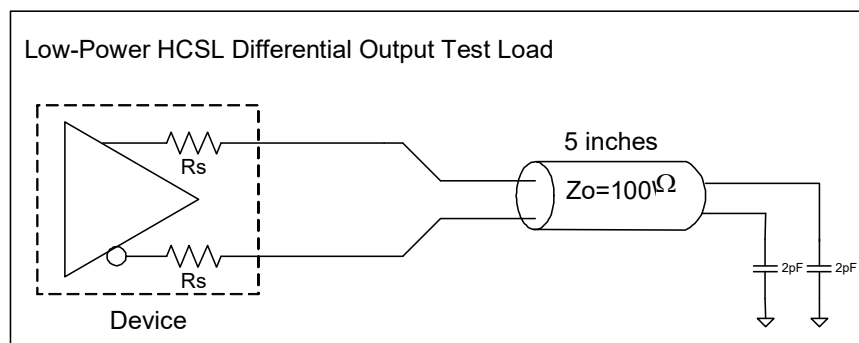 Low-Power HCSL Differential Output Test Load
Rs
5 inches
Zo=100Ω
2pF 2pF
Rs
Device